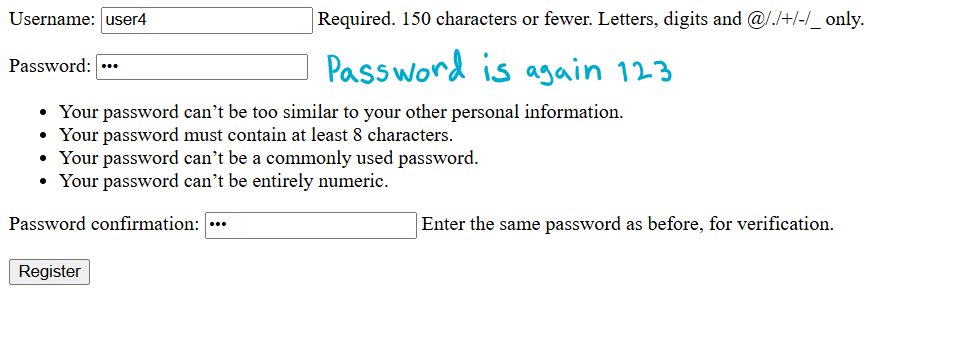 Username: user4 Required. 150 characters or fewer. Letters, digits and @/./+/-/_ only.
Password: ••• Password is again 123
• Your password can’t be too similar to your other personal information.
• Your password must contain at least 8 characters.
• Your password can’t be a commonly used password.
• Your password can’t be entirely numeric.
Password confirmation: ••• Enter the same password as before, for verification.
Register